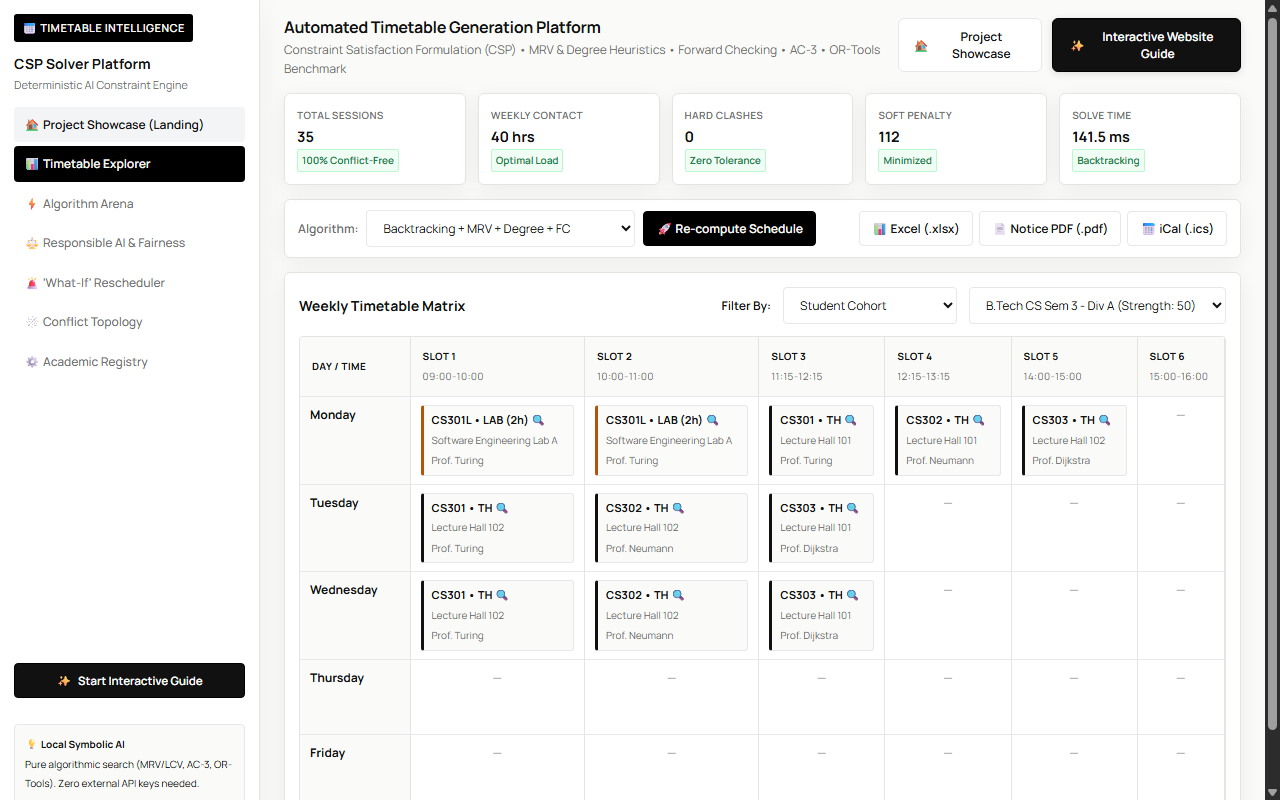 TIMETABLE INTELLIGENCE
CSP Solver Platform
Deterministic AI Constraint Engine
Project Showcase (Landing)
Timetable Explorer
Algorithm Arena
Responsible AI & Fairness
'What-If' Rescheduler
Conflict Topology
Academic Registry
Start Interactive Guide
Local Symbolic AI
Pure algorithmic search (MRV/LCV, AC-3, OR-
Tools). Zero external API keys needed.
Automated Timetable Generation Platform
Constraint Satisfaction Formulation (CSP) • MRV & Degree Heuristics • Forward Checking • AC-3 • OR-Tools
Benchmark
Project
Showcase
Interactive Website
Guide
TOTAL SESSIONS
35
100% Conflict-Free
WEEKLY CONTACT
40 hrs
Optimal Load
HARD CLASHES
0
Zero Tolerance
SOFT PENALTY
112
Minimized
SOLVE TIME
141.5 ms
Backtracking
Algorithm: Backtracking + MRV + Degree + FC Re-compute Schedule Excel (.xlsx) Notice PDF (.pdf) iCal (.ics)
Weekly Timetable Matrix Filter By: Student Cohort B.Tech CS Sem 3 - Div A (Strength: 50)
DAY / TIME
SLOT 1 SLOT 2 SLOT 3 SLOT 4 SLOT 5 SLOT 6
09:00-10:00 10:00-11:00 11:15-12:15 12:15-13:15 14:00-15:00 15:00-16:00
Monday
CS301L • LAB (2h) CS301L • LAB (2h) CS301 • TH CS302 • TH CS303 • TH —
Software Engineering Lab A Software Engineering Lab A Lecture Hall 101 Lecture Hall 101 Lecture Hall 102
Prof. Turing Prof. Turing Prof. Turing Prof. Neumann Prof. Dijkstra
Tuesday
CS301 • TH CS302 • TH CS303 • TH — — —
Lecture Hall 102 Lecture Hall 102 Lecture Hall 101
Prof. Turing Prof. Neumann Prof. Dijkstra
Wednesday
CS301 • TH CS302 • TH CS303 • TH — — —
Lecture Hall 102 Lecture Hall 102 Lecture Hall 101
Prof. Turing Prof. Neumann Prof. Dijkstra
Thursday — — — — — —
Friday — — — — — —